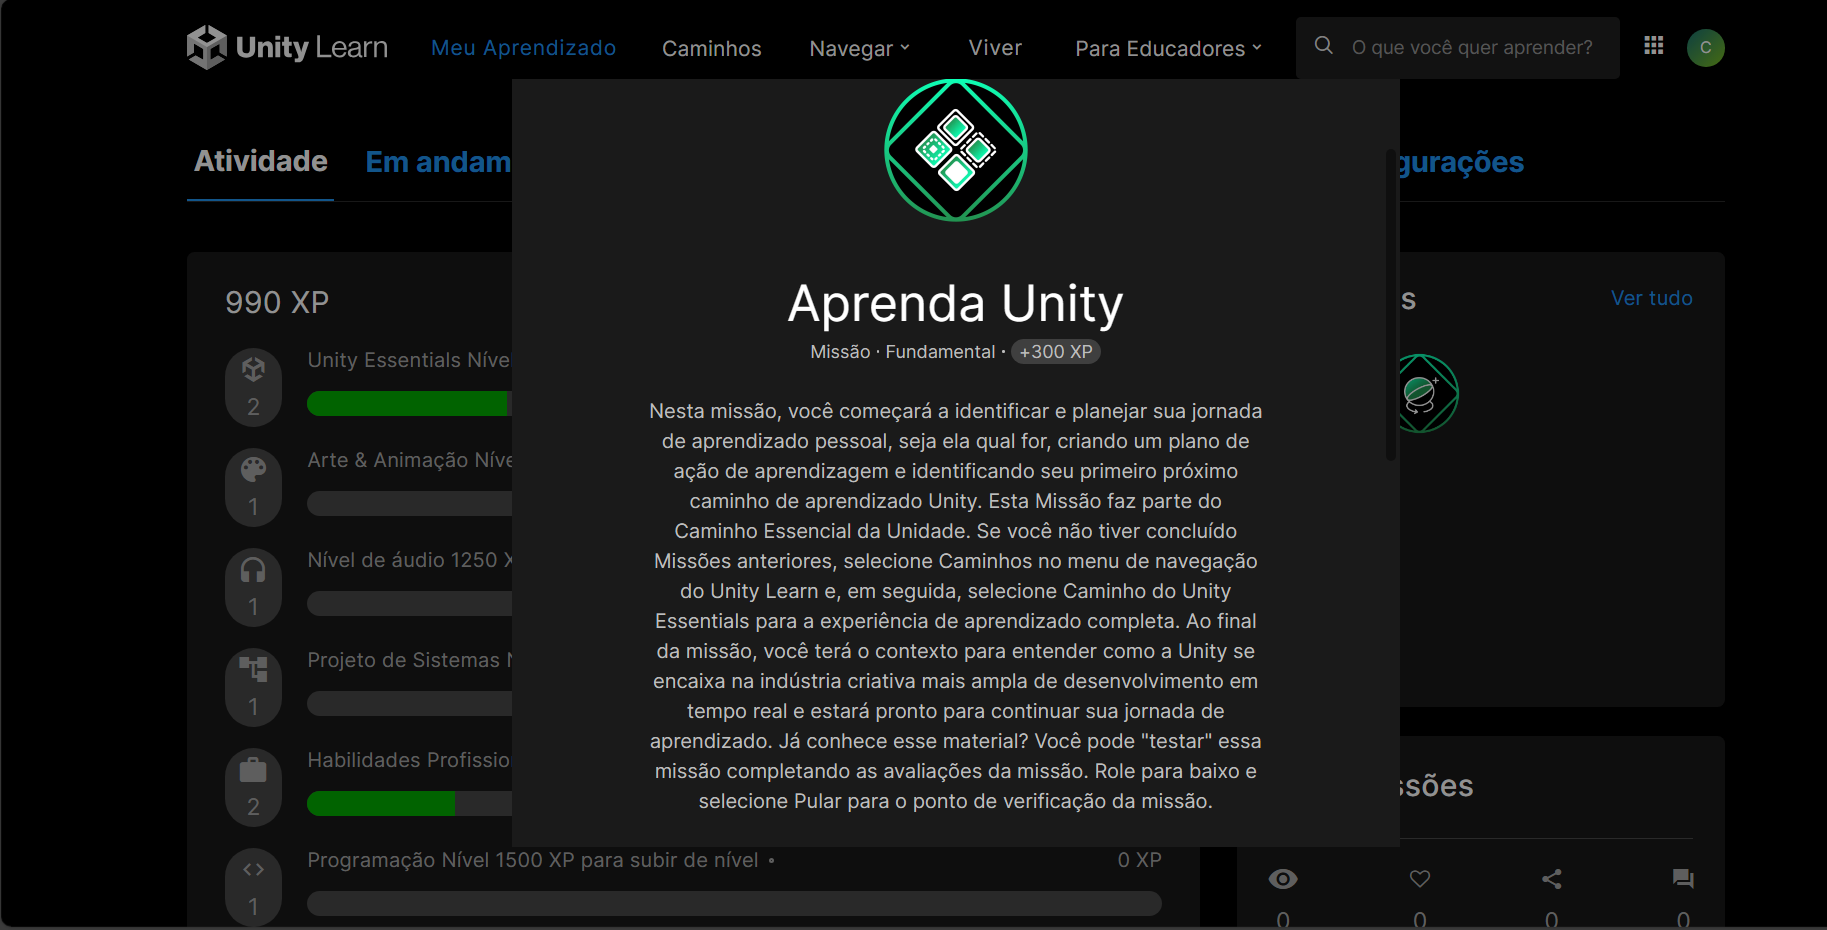 Unity Learn
Meu Aprendizado
Caminhos
Navegar
Viver
Para Educadores
O que você quer aprender?
C
Atividade
Em andam
gurações
990 XP
Unity Essentials Níve
2
Arte & Animação Níve
1
Nível de áudio 1250 X
1
Projeto de Sistemas N
1
Habilidades Profissio
2
Programação Nível 1500 XP para subir de nível •
0 XP
1
Aprenda Unity
Missão · Fundamental · +300 XP
Nesta missão, você começará a identificar e planejar sua jornada
de aprendizado pessoal, seja ela qual for, criando um plano de
ação de aprendizagem e identificando seu primeiro próximo
caminho de aprendizado Unity. Esta Missão faz parte do
Caminho Essencial da Unidade. Se você não tiver concluído
Missões anteriores, selecione Caminhos no menu de navegação
do Unity Learn e, em seguida, selecione Caminho do Unity
Essentials para a experiência de aprendizado completa. Ao final
da missão, você terá o contexto para entender como a Unity se
encaixa na indústria criativa mais ampla de desenvolvimento em
tempo real e estará pronto para continuar sua jornada de
aprendizado. Já conhece esse material? Você pode "testar" essa
missão completando as avaliações da missão. Role para baixo e
selecione Pular para o ponto de verificação da missão.
s
Ver tudo
ssões
0
0
0
0